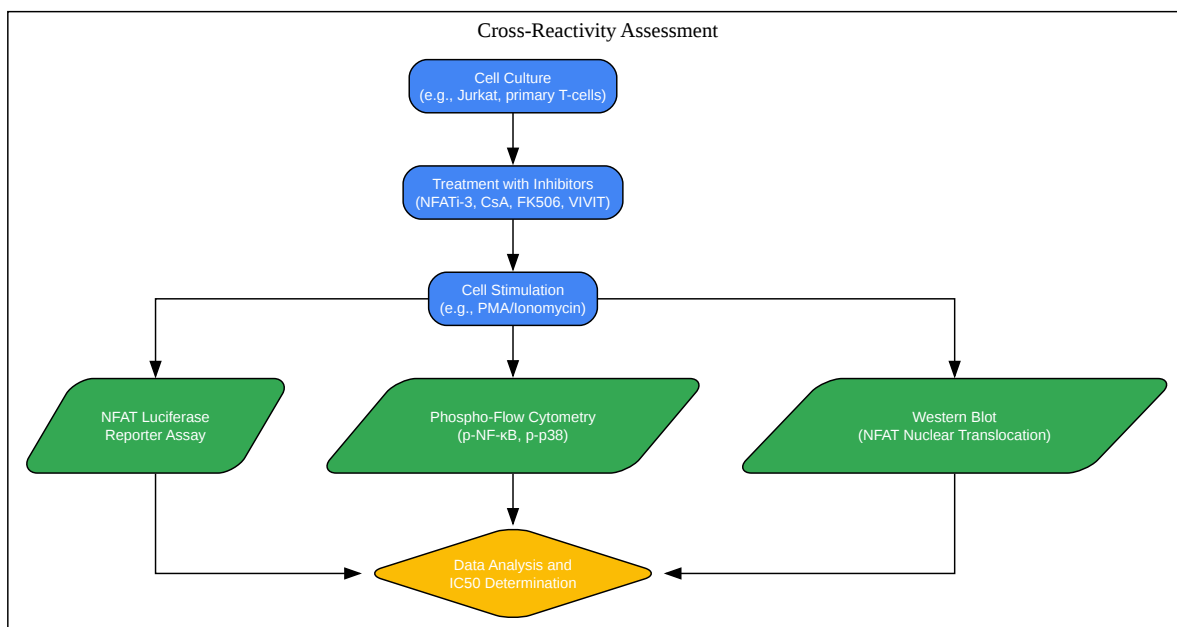 Cross-Reactivity Assessment
Cell Culture
(e.g., Jurkat, primary T-cells)
Treatment with Inhibitors
(NFATi-3, CsA, FK506, VIVIT)
Cell Stimulation
(e.g., PMA/Ionomycin)
NFAT Luciferase
Reporter Assay
Phospho-Flow Cytometry
(p-NF-κB, p-p38)
Western Blot
(NFAT Nuclear Translocation)
Data Analysis and
IC50 Determination